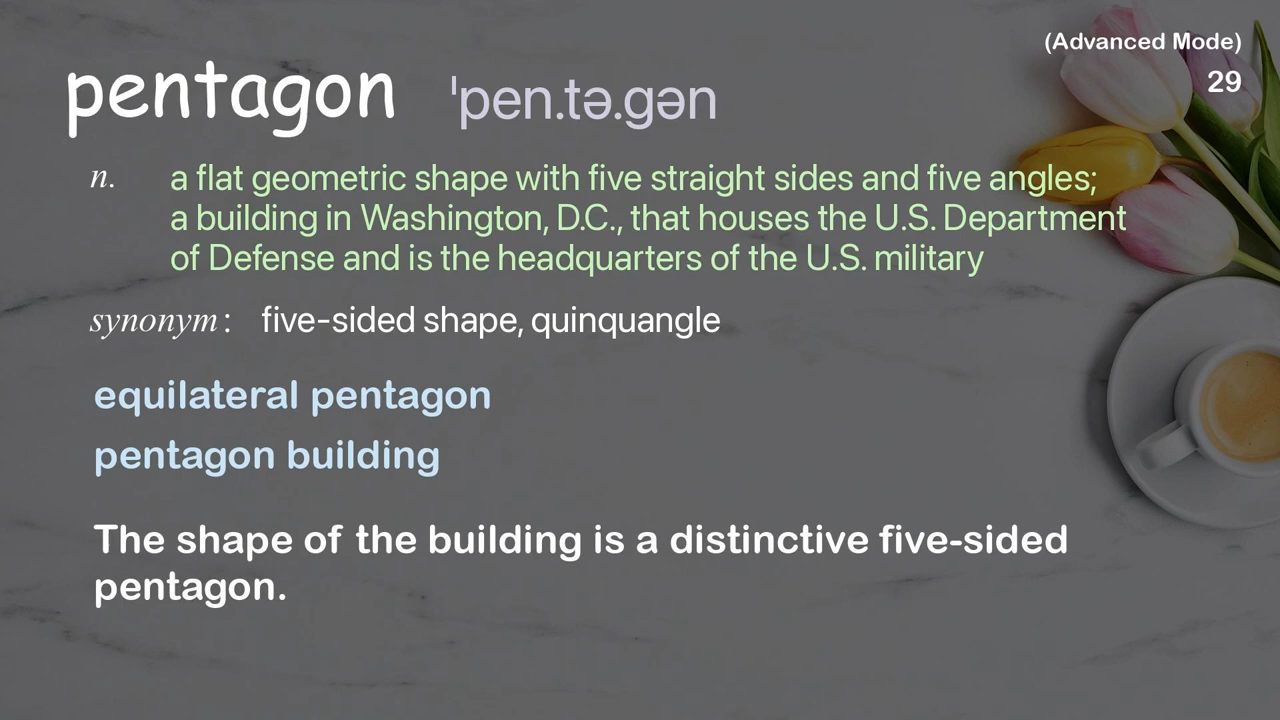 (Advanced Mode)
29
pentagon ˈpen.tə.gən
n. a flat geometric shape with five straight sides and five angles;
a building in Washington, D.C., that houses the U.S. Department
of Defense and is the headquarters of the U.S. military
synonym: five-sided shape, quinquangle
equilateral pentagon
pentagon building
The shape of the building is a distinctive five-sided
pentagon.